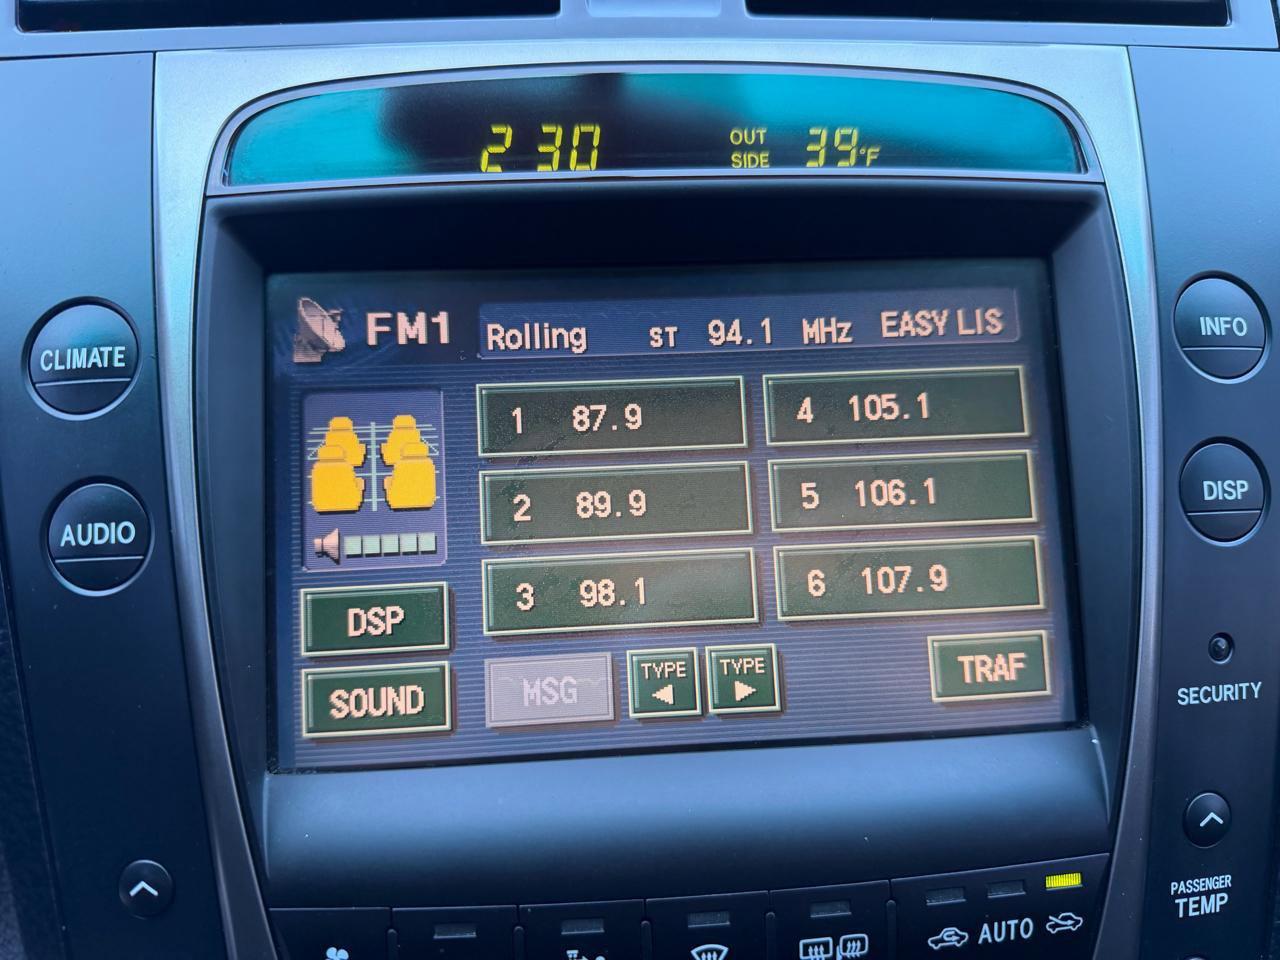 2 30 OUT SIDE 39°F
FM1 Rolling ST 94.1 MHz EASY LIS
CLIMATE
INFO
1 87.9
4 105.1
2 89.9
5 106.1
DISP
AUDIO
3 98.1
6 107.9
DSP
MSG
TYPE
TYPE
TRAF
SOUND
SECURITY
PASSENGER
TEMP
AUTO